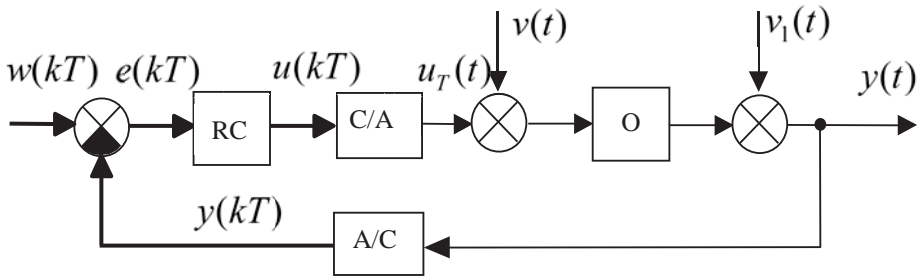 v(t)
v₁(t)
w(kT) e(kT) u(kT) u_T(t) y(t)
RC C/A O
y(kT)
A/C